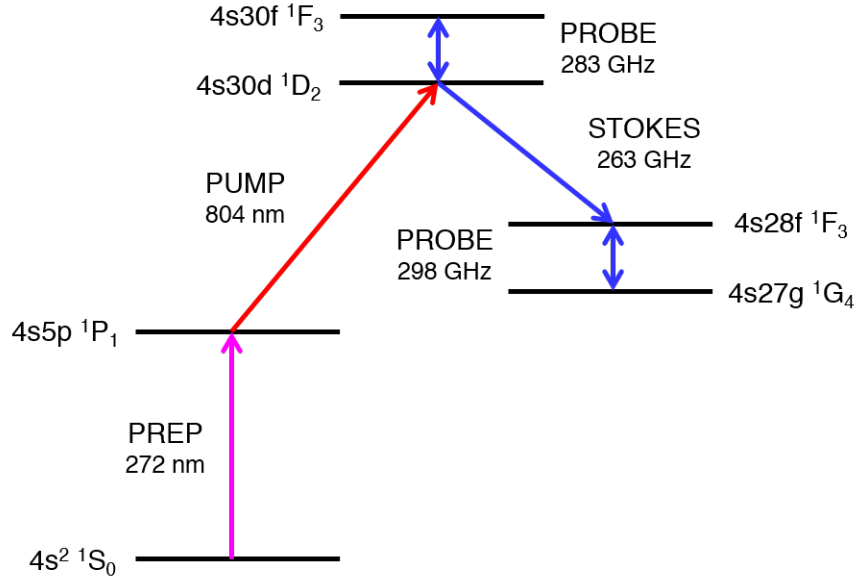 4s30f ¹F₃
PROBE
283 GHz
4s30d ¹D₂
STOKES
263 GHz
PUMP
804 nm
4s28f ¹F₃
PROBE
298 GHz
4s27g ¹G₄
4s5p ¹P₁
PREP
272 nm
4s² ¹S₀